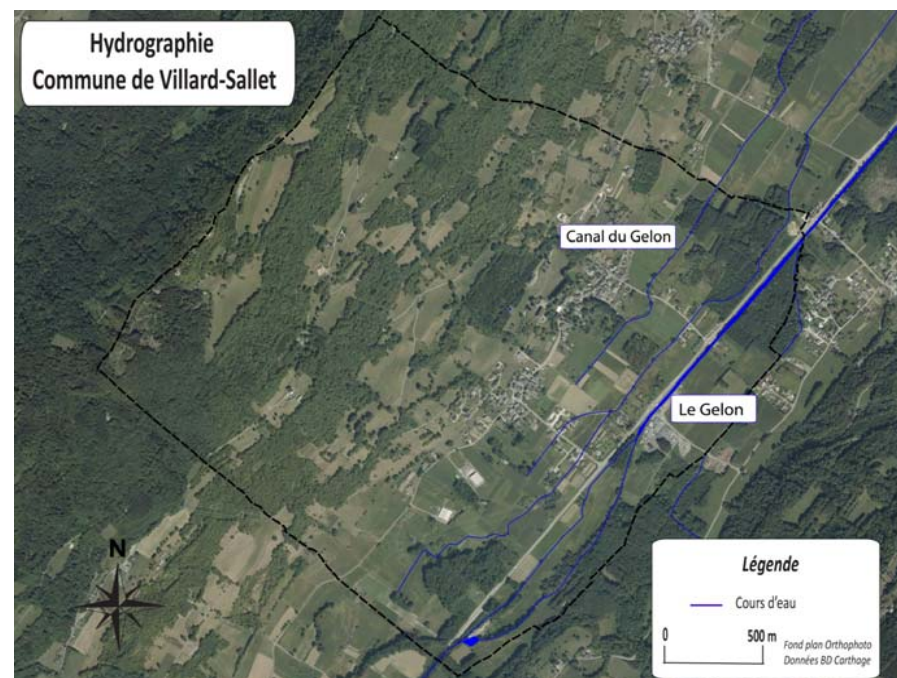 Hydrographie
Commune de Villard-Sallet
Canal du Gelon
Le Gelon
N
Légende
Cours d'eau
0 500 m
Fond plan Orthophoto
Données BD Carthage